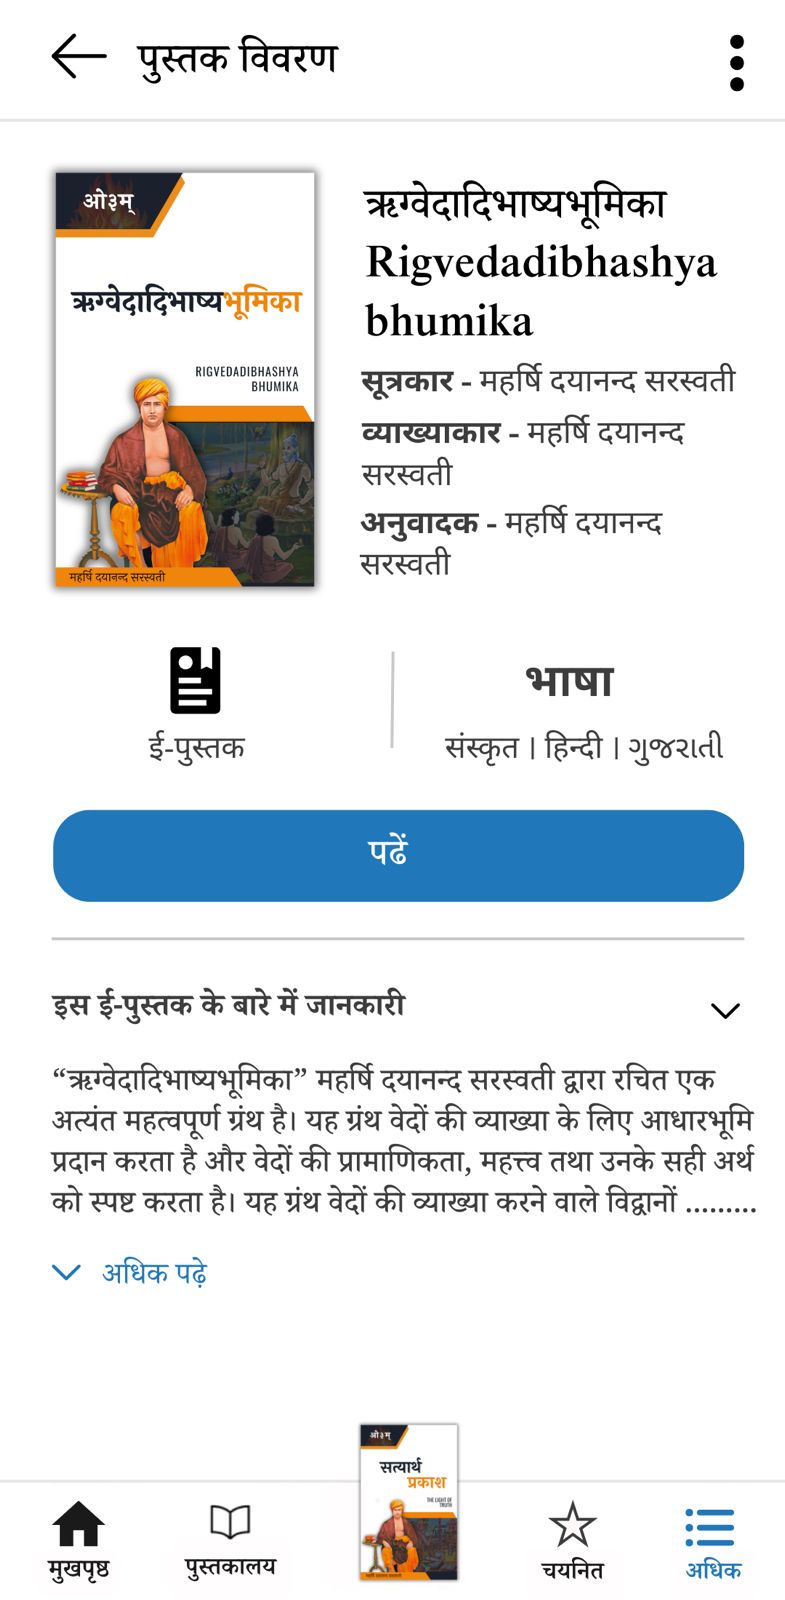 पुस्तक विवरण
ओ३म्
ऋग्वेदादिभाष्यभूमिका
RIGVEDADIBHASHYA
BHUMIKA
महर्षि दयानन्द सरस्वती
ऋग्वेदादिभाष्यभूमिका
Rigvedadibhashya
bhumika
सूत्रकार - महर्षि दयानन्द सरस्वती
व्याख्याकार - महर्षि दयानन्द
सरस्वती
अनुवादक - महर्षि दयानन्द
सरस्वती
ई-पुस्तक
भाषा
संस्कृत | हिन्दी | ગુજરાતી
पढें
इस ई-पुस्तक के बारे में जानकारी
“ऋग्वेदादिभाष्यभूमिका” महर्षि दयानन्द सरस्वती द्वारा रचित एक
अत्यंत महत्वपूर्ण ग्रंथ है। यह ग्रंथ वेदों की व्याख्या के लिए आधारभूमि
प्रदान करता है और वेदों की प्रामाणिकता, महत्त्व तथा उनके सही अर्थ
को स्पष्ट करता है। यह ग्रंथ वेदों की व्याख्या करने वाले विद्वानों .........
अधिक पढ़े
ओ३म्
सत्यार्थ
प्रकाश
THE LIGHT OF
TRUTH
महर्षि दयानन्द सरस्वती
मुखपृष्ठ
पुस्तकालय
चयनित
अधिक